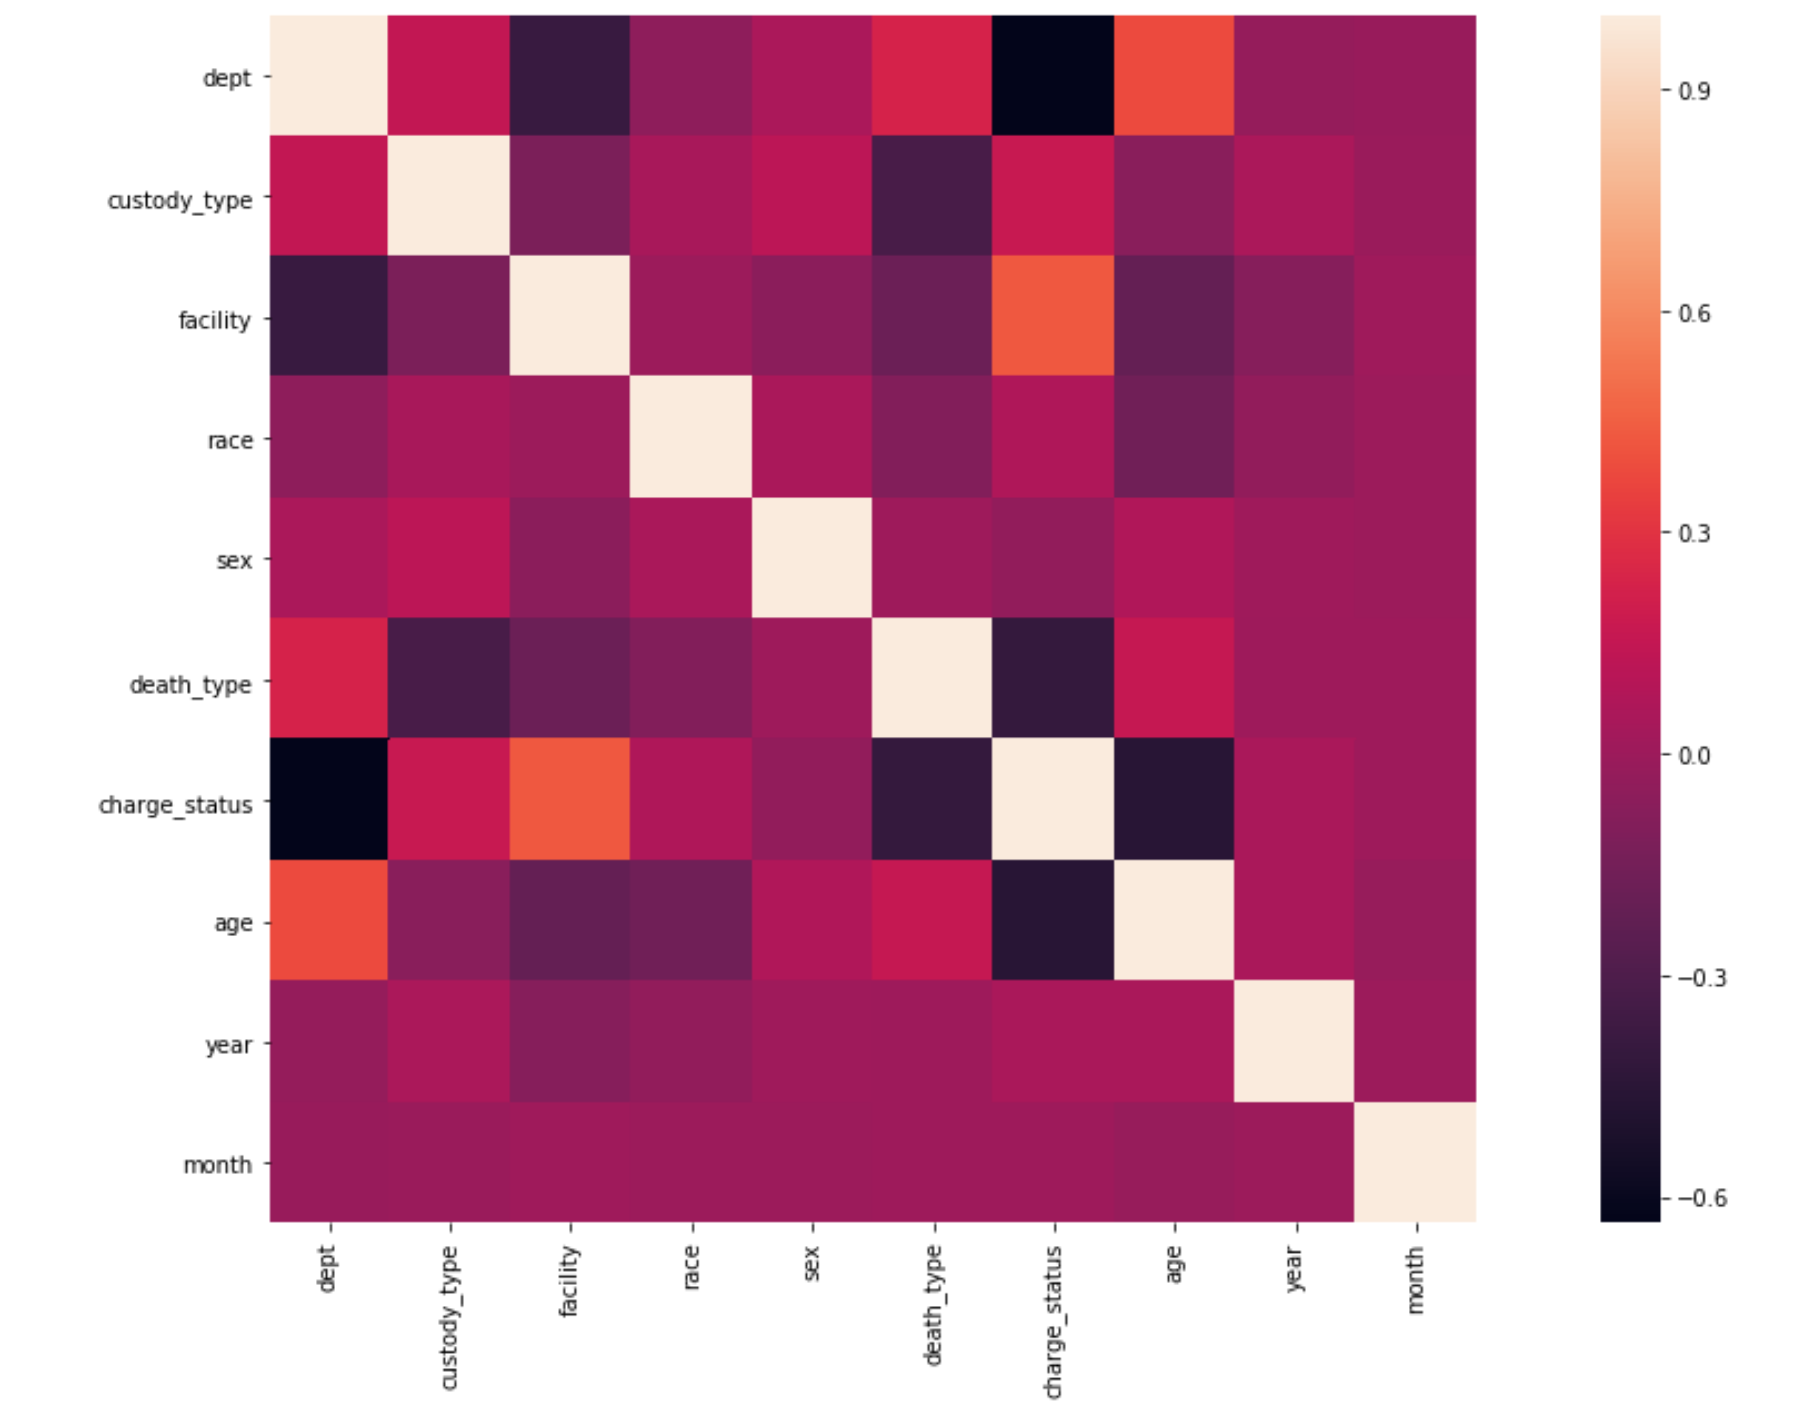 dept
custody_type
facility
race
sex
death_type
charge_status
age
year
month
dept
custody_type
facility
race
sex
death_type
charge_status
age
year
month
0.9
0.6
0.3
0.0
−0.3
−0.6